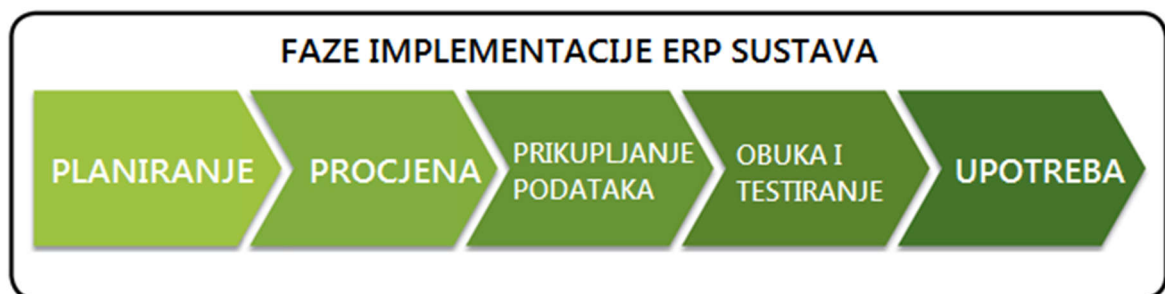 FAZE IMPLEMENTACIJE ERP SUSTAVA
PLANIRANJE
PROCJENA
PRIKUPLJANJE
PODATAKA
OBUKA I
TESTIRANJE
UPOTREBA